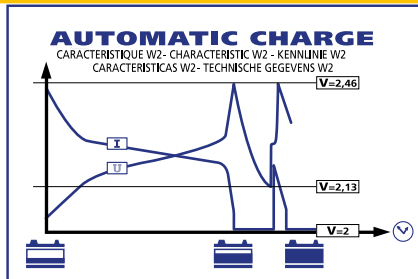 AUTOMATIC CHARGE
CARACTERISTIQUE W2- CHARACTERISTIC W2 - KENNLINIE W2
CARACTERISTICAS W2- TECHNISCHE GEGEVENS W2
V=2,46
I
U
V=2,13
V=2